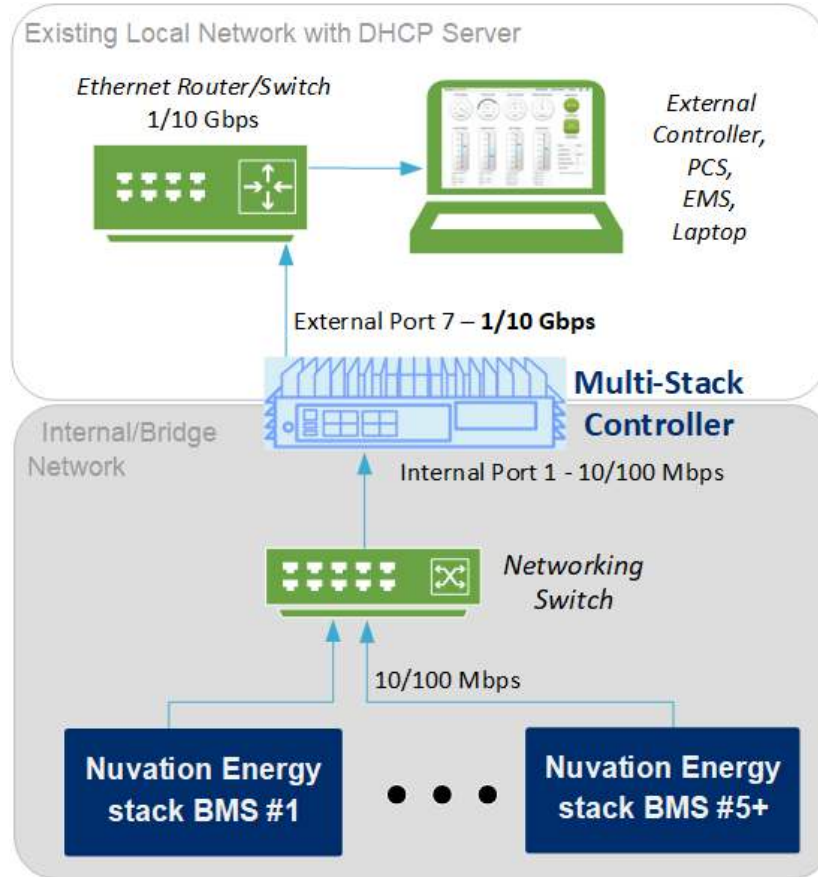 Existing Local Network with DHCP Server
Ethernet Router/Switch
1/10 Gbps
External
Controller,
PCS,
EMS,
Laptop
External Port 7 – 1/10 Gbps
Multi-Stack
Controller
Internal/Bridge
Network
Internal Port 1 - 10/100 Mbps
Networking
Switch
10/100 Mbps
Nuvation Energy
stack BMS #1
Nuvation Energy
stack BMS #5+